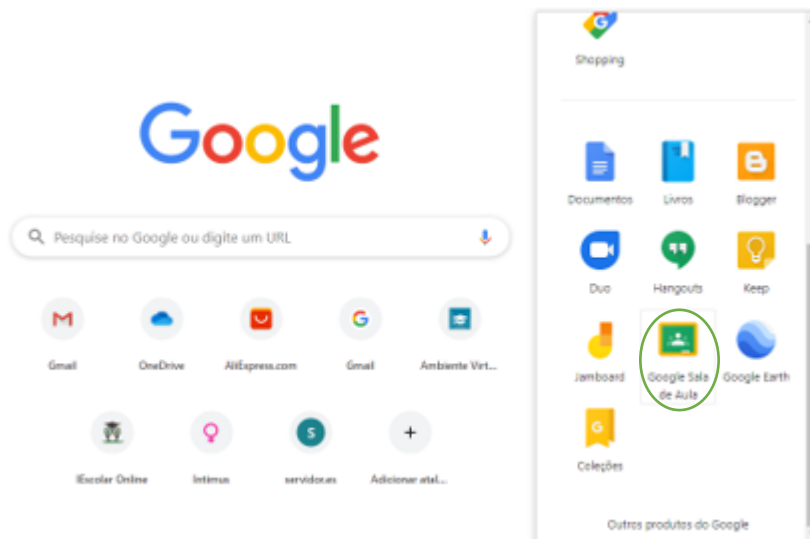 Google
Pesquise no Google ou digite um URL
Gmail
OneDrive
AliExpress.com
Gmail
Ambiente Virt...
IEscolar Online
Intimus
servidor.es
Adicionar atal...
Shopping
Documentos
Livros
Blogger
Duo
Hangouts
Keep
Jamboard
Google Sala
de Aula
Google Earth
Coleções
Outros produtos do Google